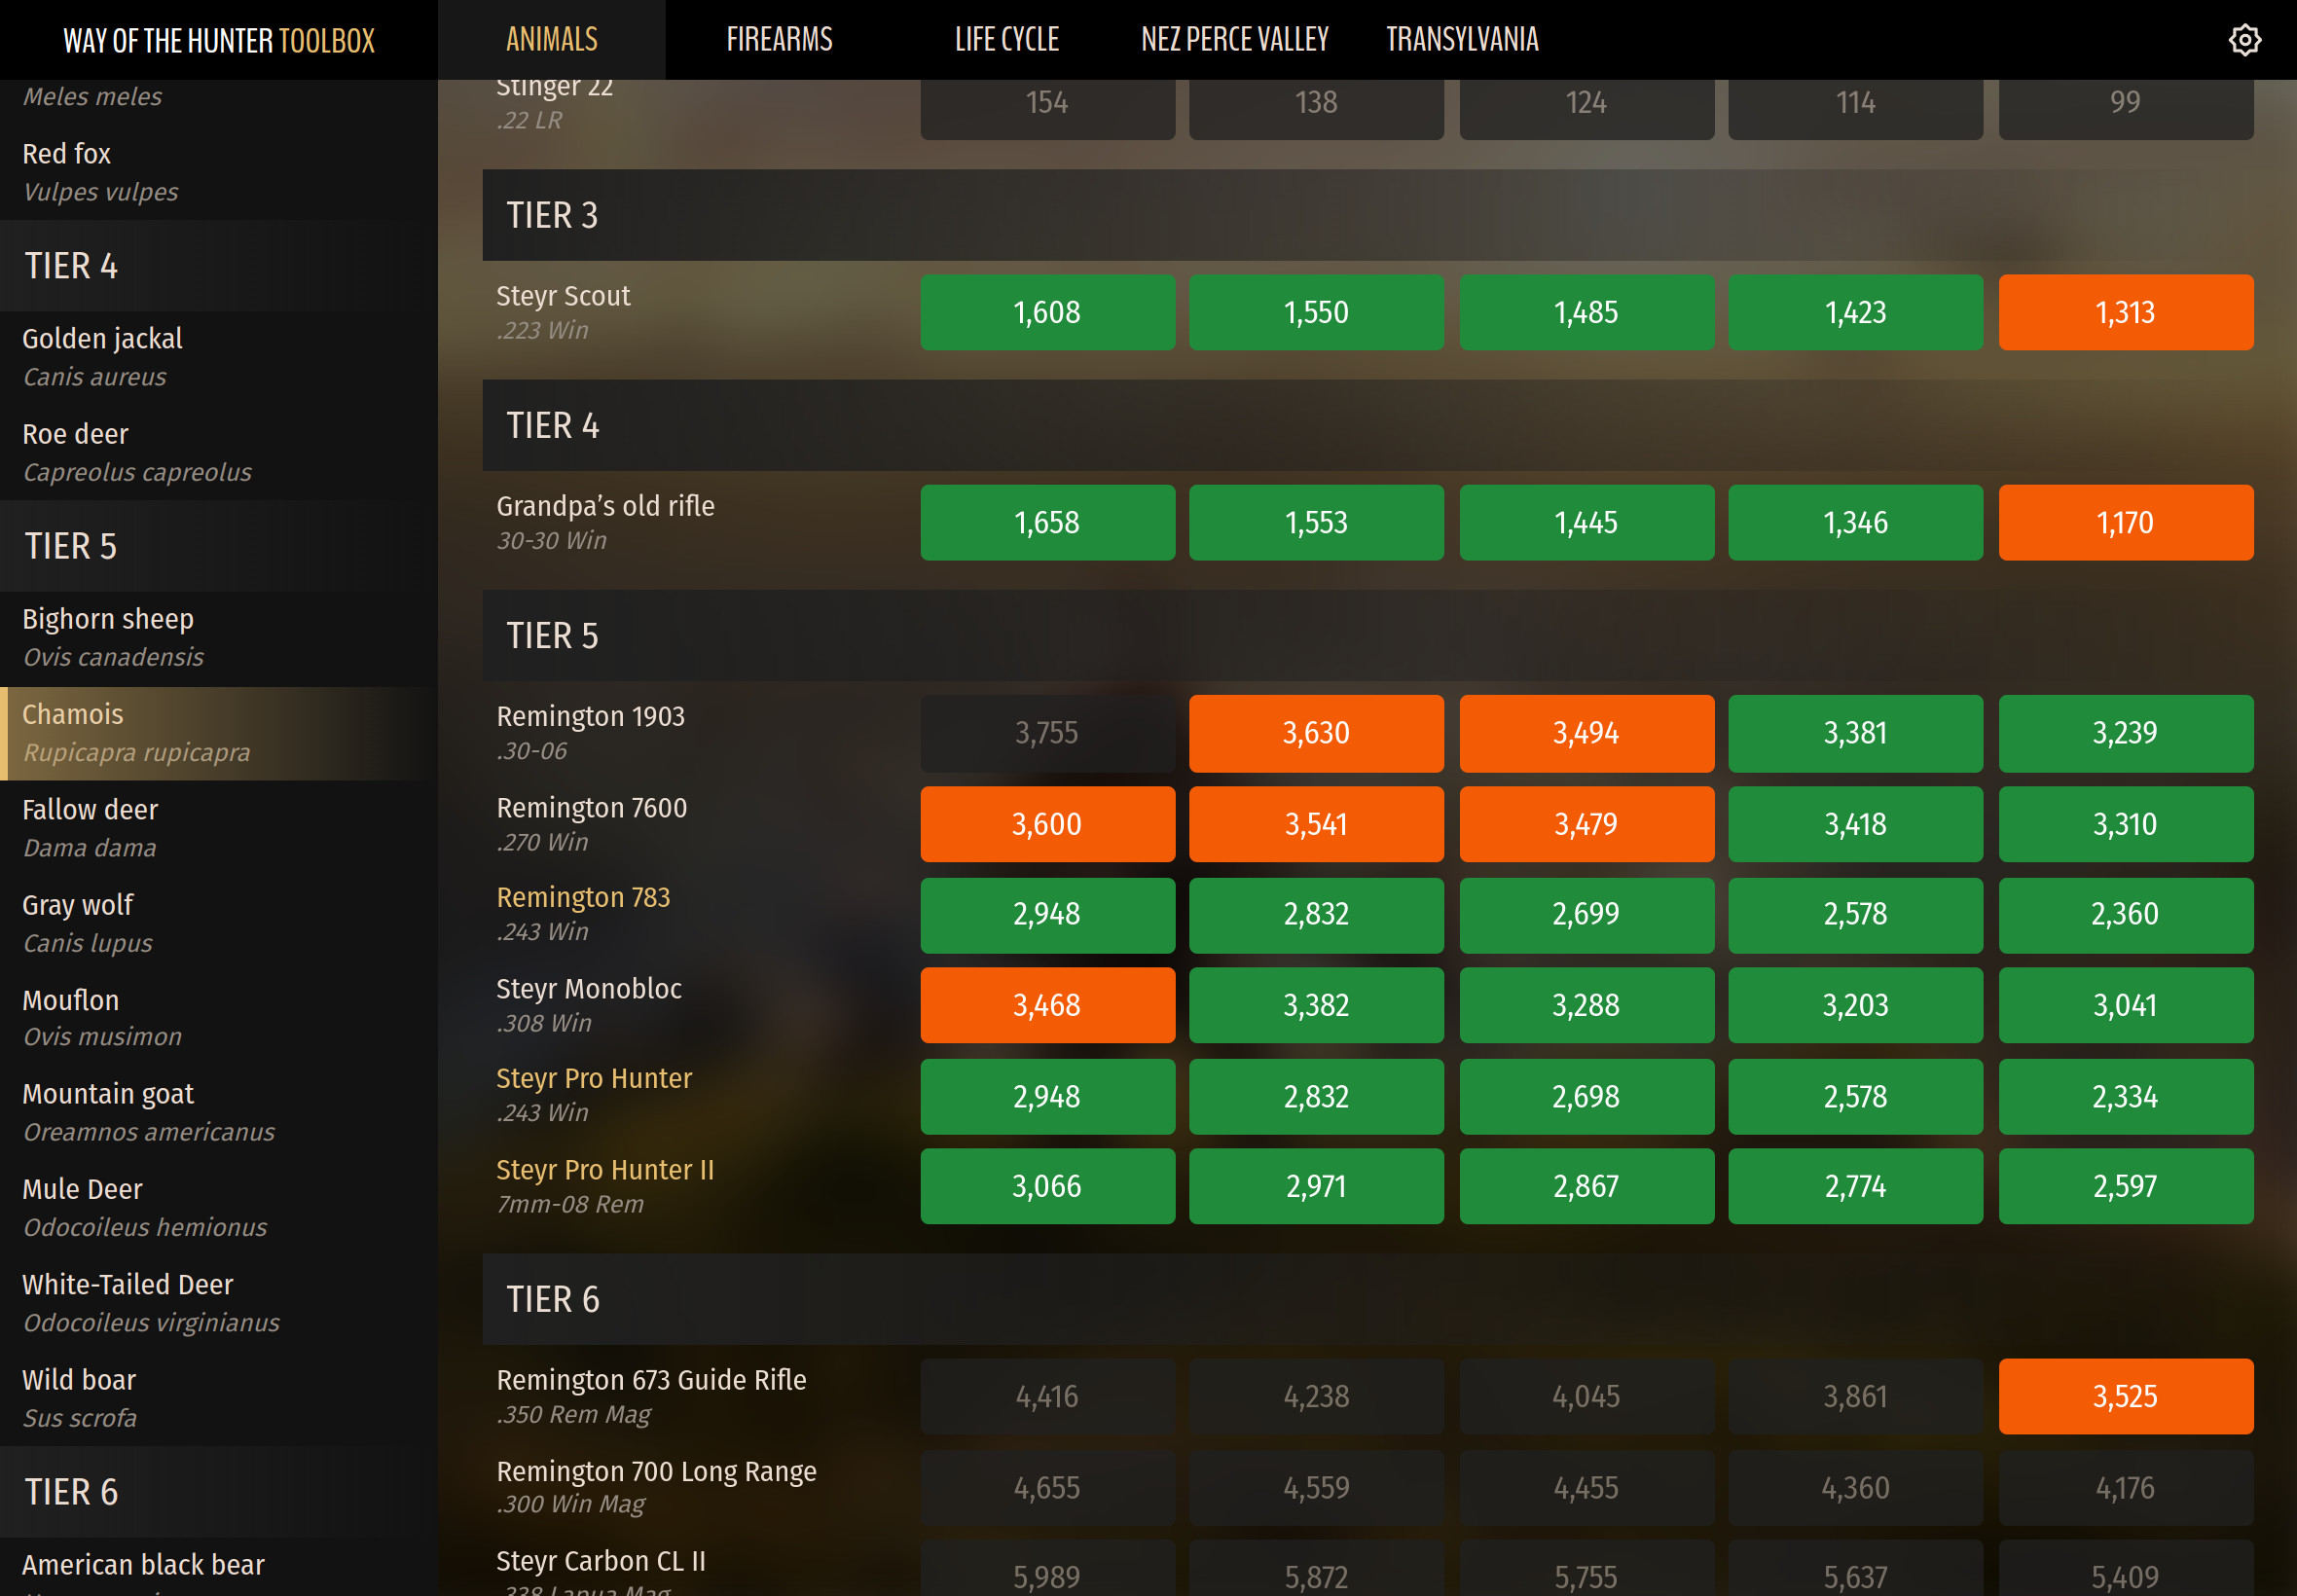 WAY OF THE HUNTER TOOLBOX
ANIMALS FIREARMS LIFE CYCLE NEZ PERCE VALLEY TRANSYLVANIA
Meles meles
Red fox
Vulpes vulpes
TIER 4
Golden jackal
Canis aureus
Roe deer
Capreolus capreolus
TIER 5
Bighorn sheep
Ovis canadensis
Chamois
Rupicapra rupicapra
Fallow deer
Dama dama
Gray wolf
Canis lupus
Mouflon
Ovis musimon
Mountain goat
Oreamnos americanus
Mule Deer
Odocoileus hemionus
White-Tailed Deer
Odocoileus virginianus
Wild boar
Sus scrofa
TIER 6
American black bear
Stinger 22
.22 LR
154 138 124 114 99
TIER 3
Steyr Scout
.223 Win
1,608 1,550 1,485 1,423 1,313
TIER 4
Grandpa’s old rifle
30-30 Win
1,658 1,553 1,445 1,346 1,170
TIER 5
Remington 1903
.30-06
3,755 3,630 3,494 3,381 3,239
Remington 7600
.270 Win
3,600 3,541 3,479 3,418 3,310
Remington 783
.243 Win
2,948 2,832 2,699 2,578 2,360
Steyr Monobloc
.308 Win
3,468 3,382 3,288 3,203 3,041
Steyr Pro Hunter
.243 Win
2,948 2,832 2,698 2,578 2,334
Steyr Pro Hunter II
7mm-08 Rem
3,066 2,971 2,867 2,774 2,597
TIER 6
Remington 673 Guide Rifle
.350 Rem Mag
4,416 4,238 4,045 3,861 3,525
Remington 700 Long Range
.300 Win Mag
4,655 4,559 4,455 4,360 4,176
Steyr Carbon CL II
.338 Lapua Mag
5,989 5,872 5,755 5,637 5,409